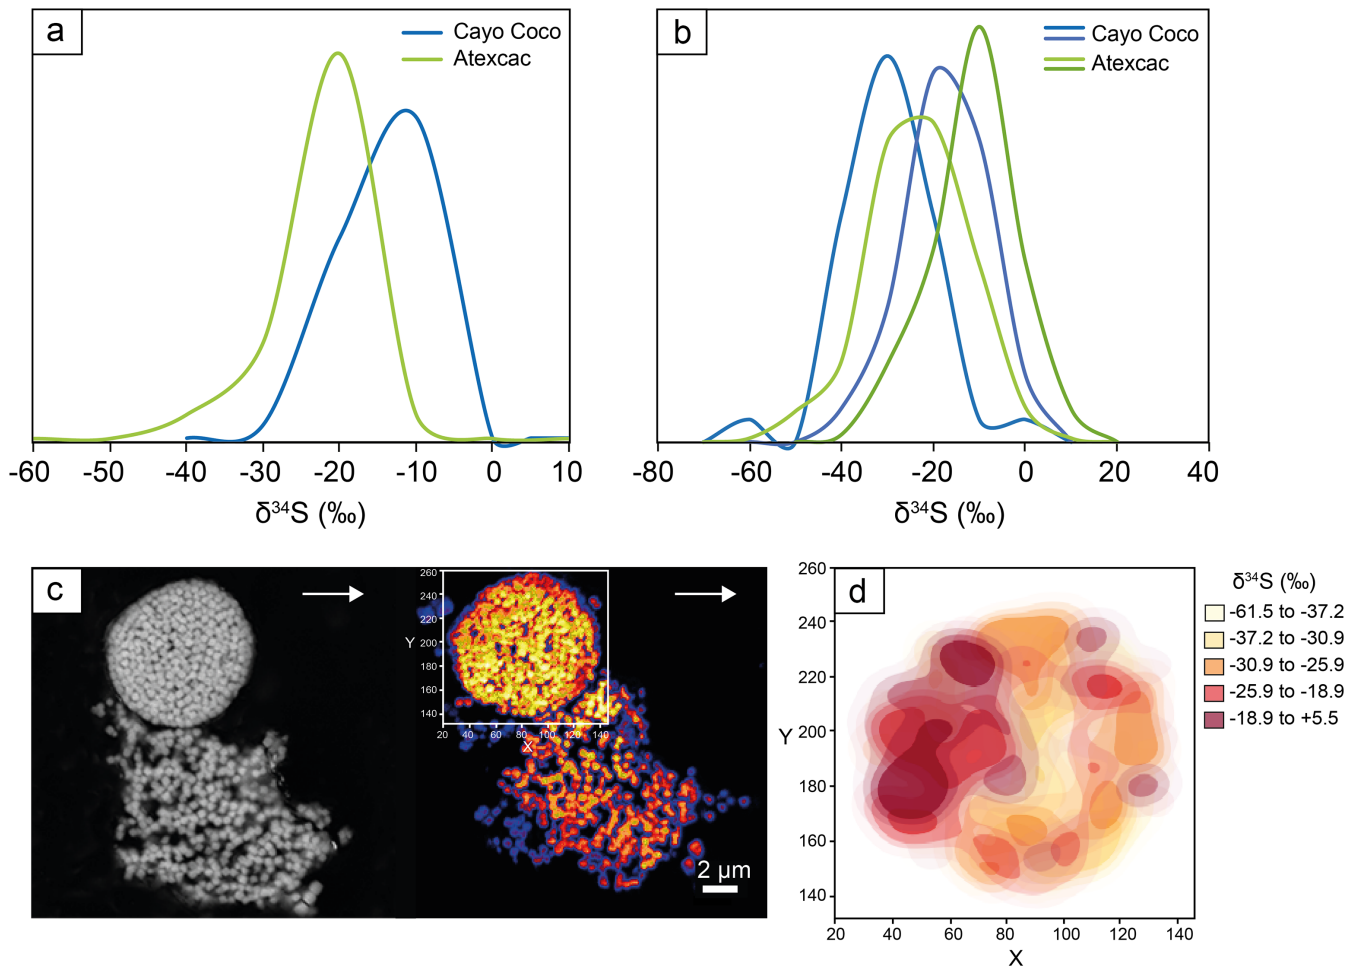 a
Cayo Coco
Atexcac
-60 -50 -40 -30 -20 -10 0 10
δ³⁴S (‰)
b
Cayo Coco
Atexcac
-80 -60 -40 -20 0 20 40
δ³⁴S (‰)
c
260
240
220
Y 200
180
160
140
20 40 60 80 100 120 140
X
2 µm
d
260
240
220
Y 200
180
160
140
20 40 60 80 100 120 140
X
δ³⁴S (‰)
-61.5 to -37.2
-37.2 to -30.9
-30.9 to -25.9
-25.9 to -18.9
-18.9 to +5.5